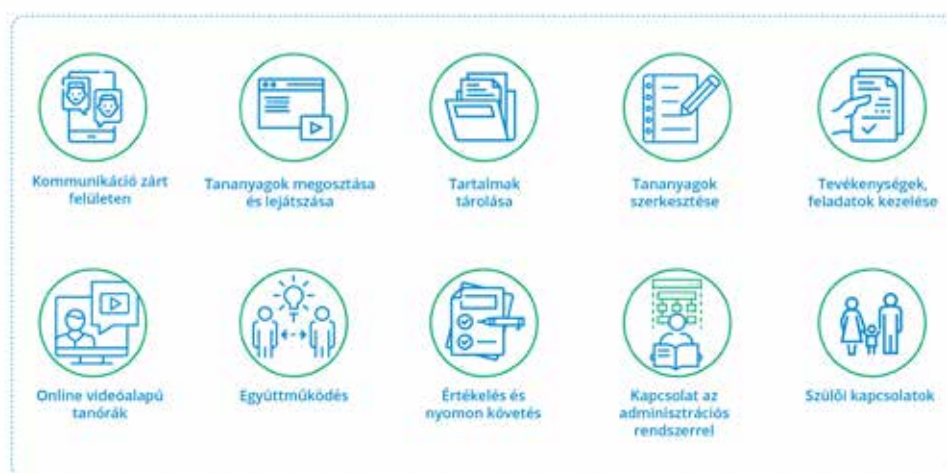 Kommunikáció zárt
felületen
Tananyagok megosztása
és lejátszása
Tartalmak
tárolása
Tananyagok
szerkesztése
Tevékenységek,
feladatok kezelése
Online videóalapú
tanórák
Együttműködés
Értékelés és
nyomon követés
Kapcsolat az
adminisztrációs
rendszerrel
Szülői kapcsolatok